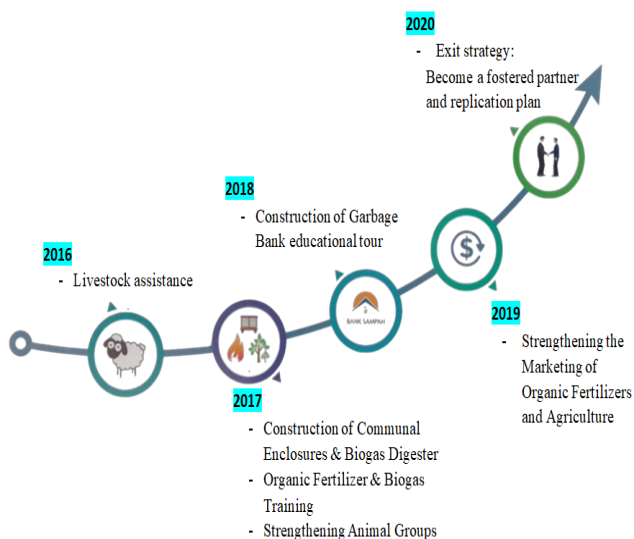 2016
- Livestock assistance
2017
- Construction of Communal
Enclosures & Biogas Digester
- Organic Fertilizer & Biogas
Training
- Strengthening Animal Groups
2018
- Construction of Garbage
Bank educational tour
BANK SAMPAH
2019
- Strengthening the
Marketing of
Organic Fertilizers
and Agriculture
$
2020
- Exit strategy:
Become a fostered partner
and replication plan